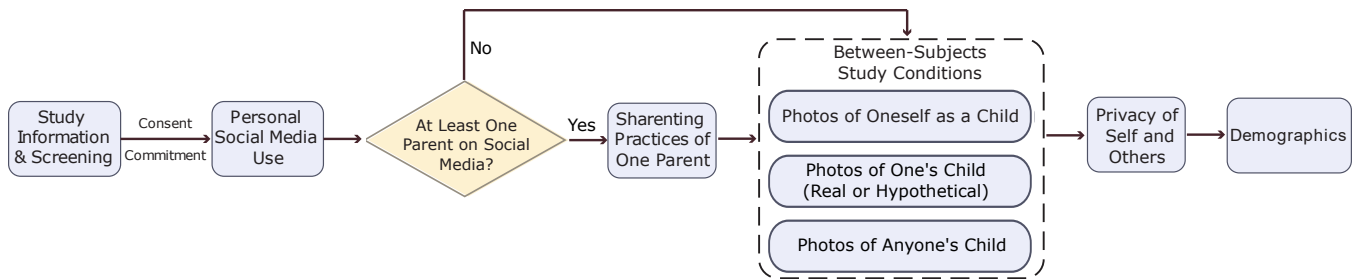 Study
Information
& Screening
Consent
Commitment
Personal
Social Media
Use
At Least One
Parent on Social
Media?
No
Yes
Sharenting
Practices of
One Parent
Between-Subjects
Study Conditions
Photos of Oneself as a Child
Photos of One's Child
(Real or Hypothetical)
Photos of Anyone's Child
Privacy of
Self and
Others
Demographics